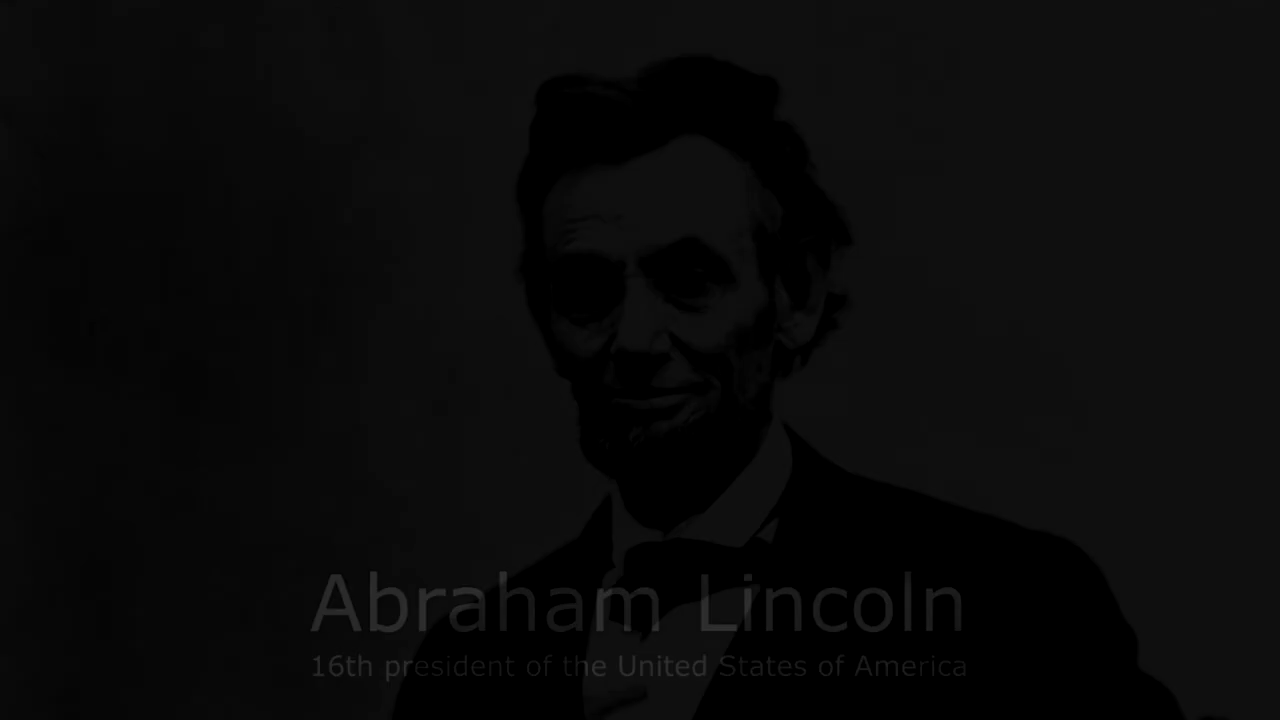 Abraham Lincoln
16th president of the United States of America